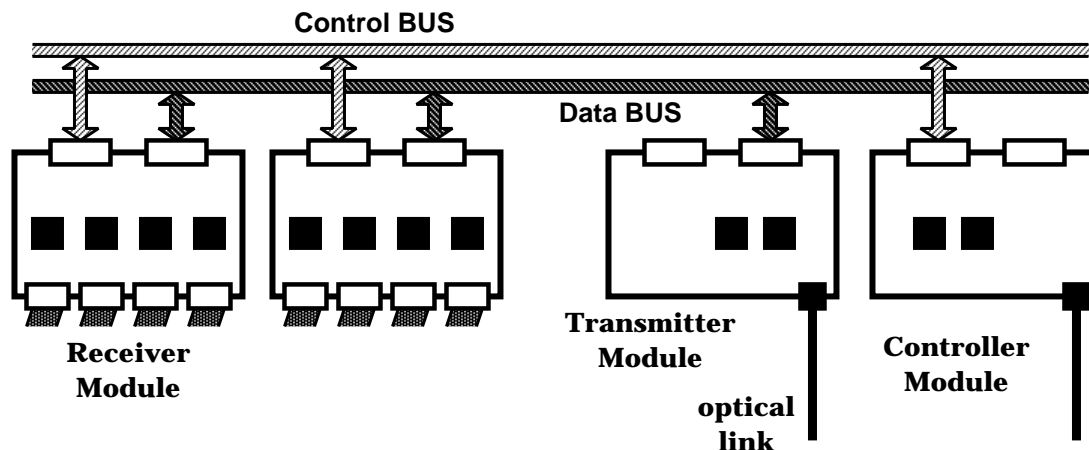 Control BUS
Data BUS
Receiver
Module
Transmitter
Module
Controller
Module
optical
link